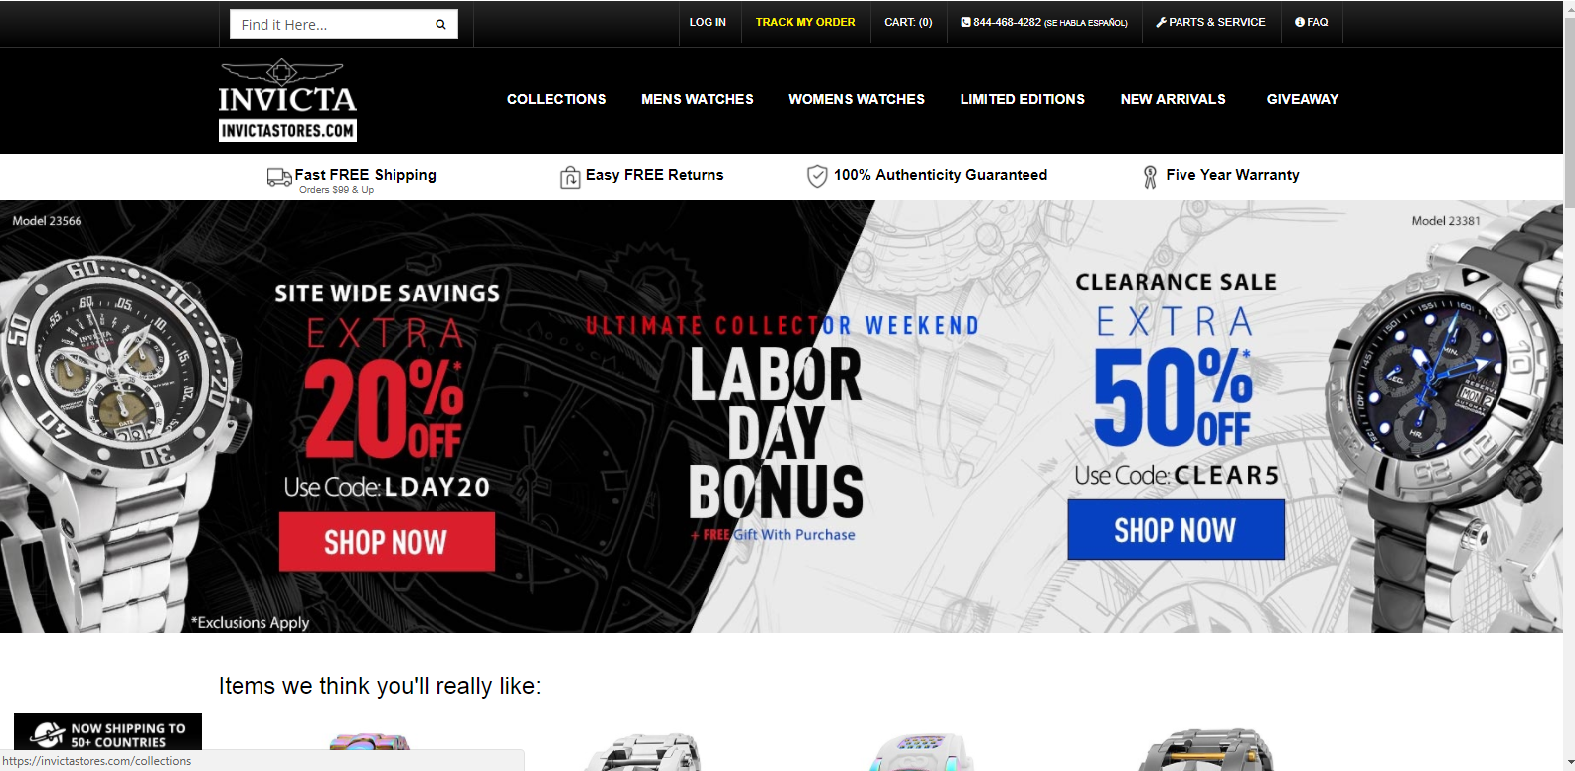 Find it Here...
LOG IN
TRACK MY ORDER
CART: (0)
844-468-4282 (SE HABLA ESPAÑOL)
PARTS & SERVICE
FAQ
INVICTA
INVICTASTORES.COM
COLLECTIONS
MENS WATCHES
WOMENS WATCHES
LIMITED EDITIONS
NEW ARRIVALS
GIVEAWAY
Fast FREE Shipping
Orders $99 & Up
Easy FREE Returns
100% Authenticity Guaranteed
Five Year Warranty
Model 23566
Model 23381
SITE WIDE SAVINGS
EXTRA
20%*
OFF
Use Code: LDAY20
SHOP NOW
*Exclusions Apply
ULTIMATE COLLECTOR WEEKEND
LABOR
DAY
BONUS
+ FREE Gift With Purchase
CLEARANCE SALE
EXTRA
50%*
OFF
Use Code: CLEAR5
SHOP NOW
Items we think you'll really like:
NOW SHIPPING TO
50+ COUNTRIES
https://invictastores.com/collections